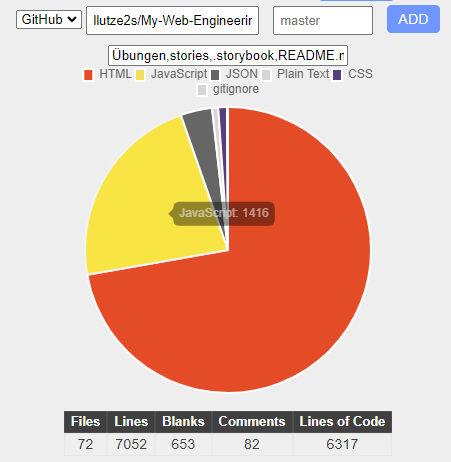 GitHub llutze2s/My-Web-Engineerin master ADD
Übungen,stories,.storybook,README.m
HTML JavaScript JSON Plain Text CSS
gitignore
JavaScript: 1416
Files Lines Blanks Comments Lines of Code
72 7052 653 82 6317